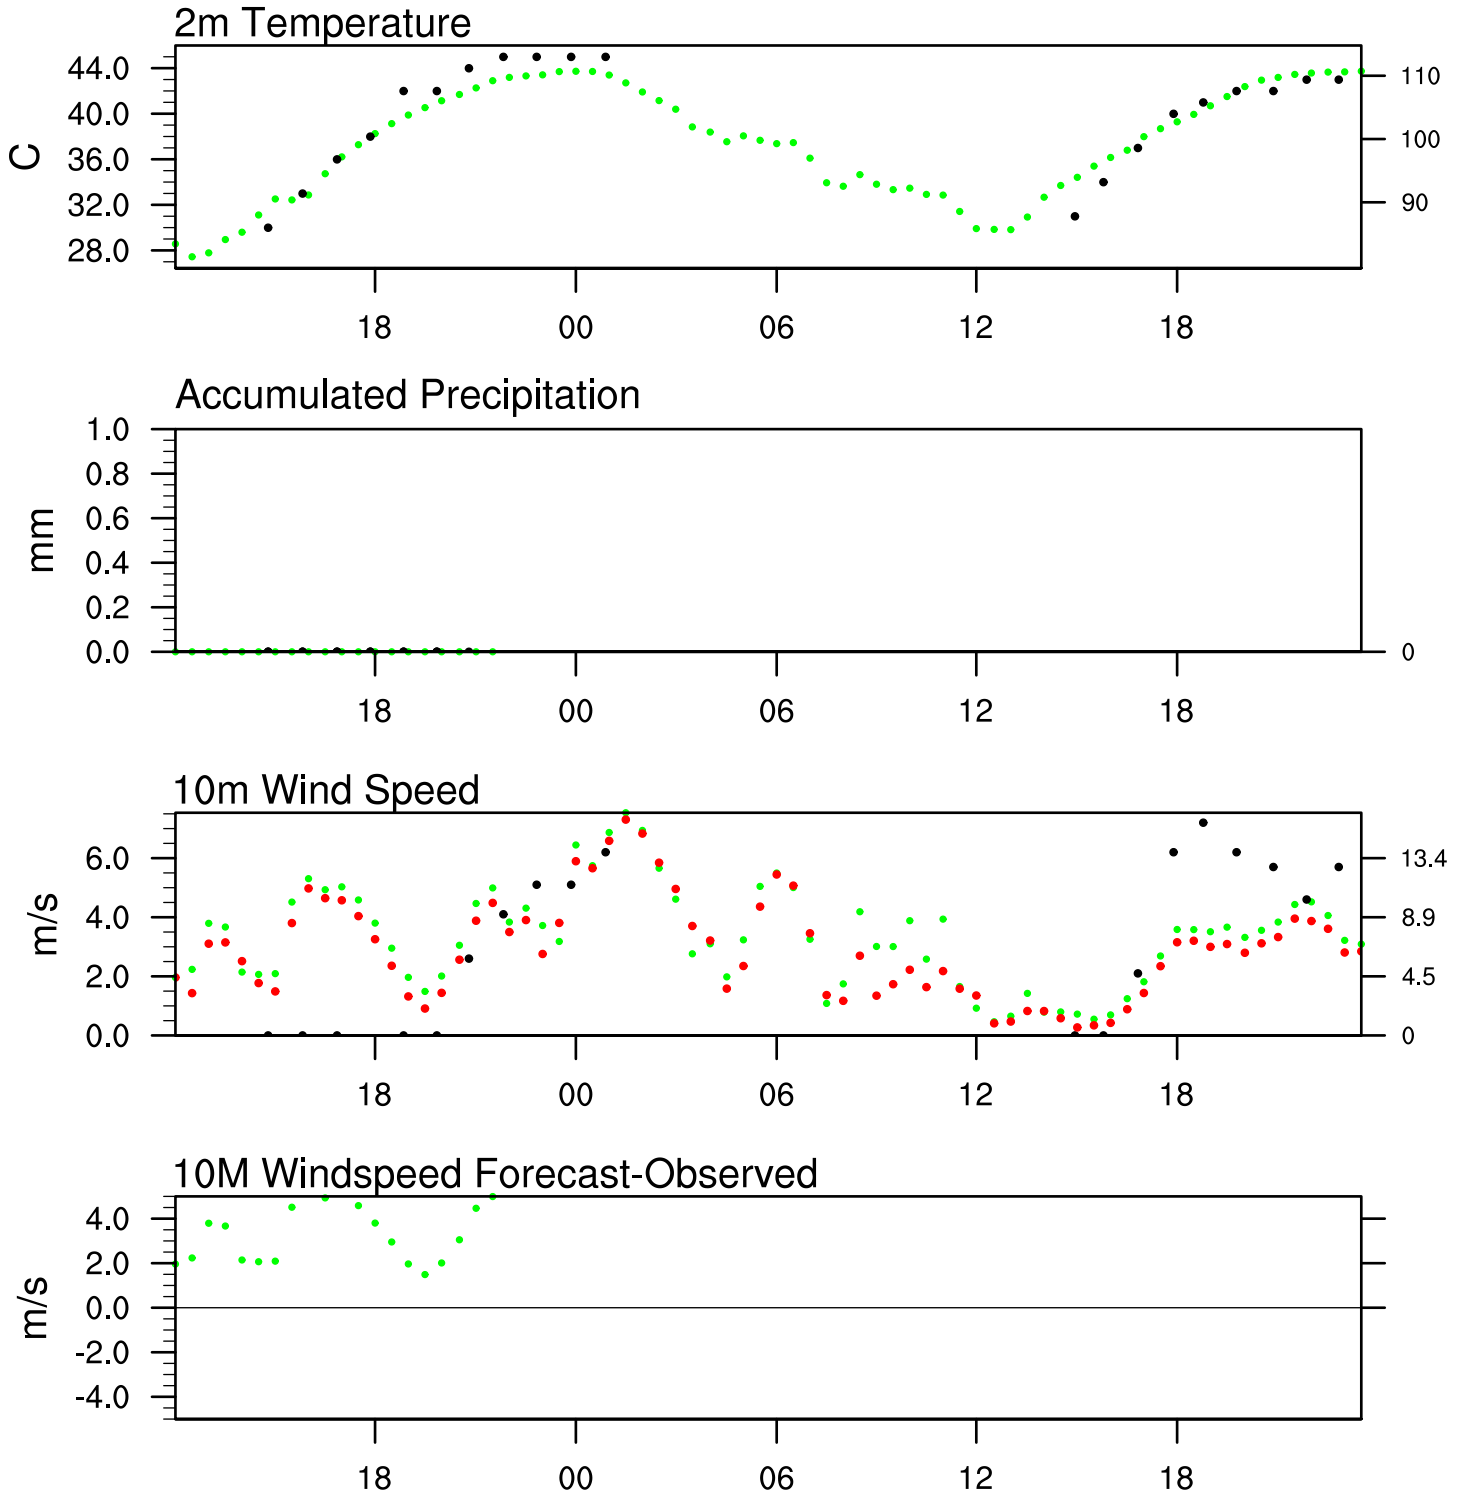 2m Temperature
44.0
40.0
36.0
32.0
28.0
C
110
100
90
18 00 06 12 18
Accumulated Precipitation
1.0
0.8
0.6
0.4
0.2
0.0
mm
0
18 00 06 12 18
10m Wind Speed
6.0
4.0
2.0
0.0
m/s
13.4
8.9
4.5
0
18 00 06 12 18
10M Windspeed Forecast-Observed
4.0
2.0
0.0
-2.0
-4.0
m/s
18 00 06 12 18